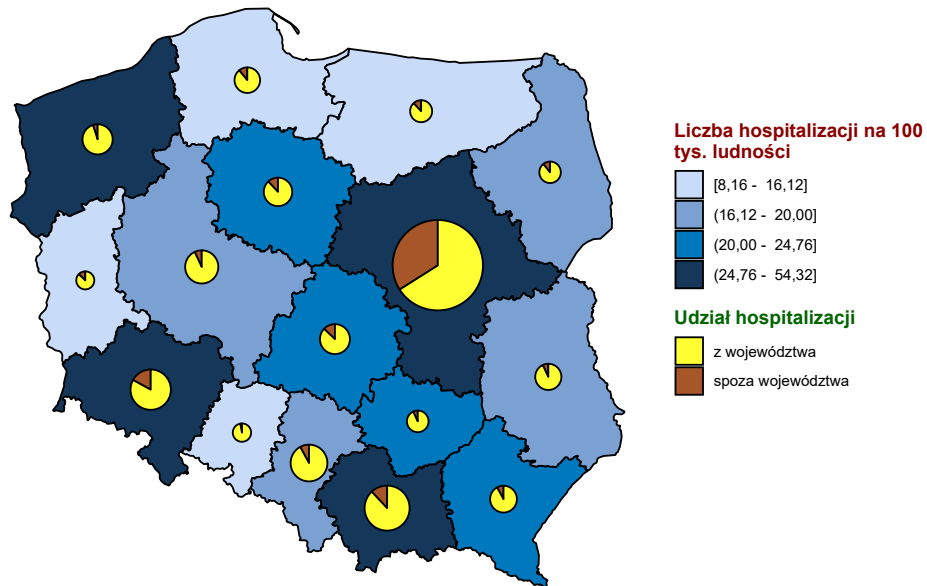 Liczba hospitalizacji na 100
tys. ludności
[8,16 - 16,12]
(16,12 - 20,00]
(20,00 - 24,76]
(24,76 - 54,32]
Udział hospitalizacji
z województwa
spoza województwa